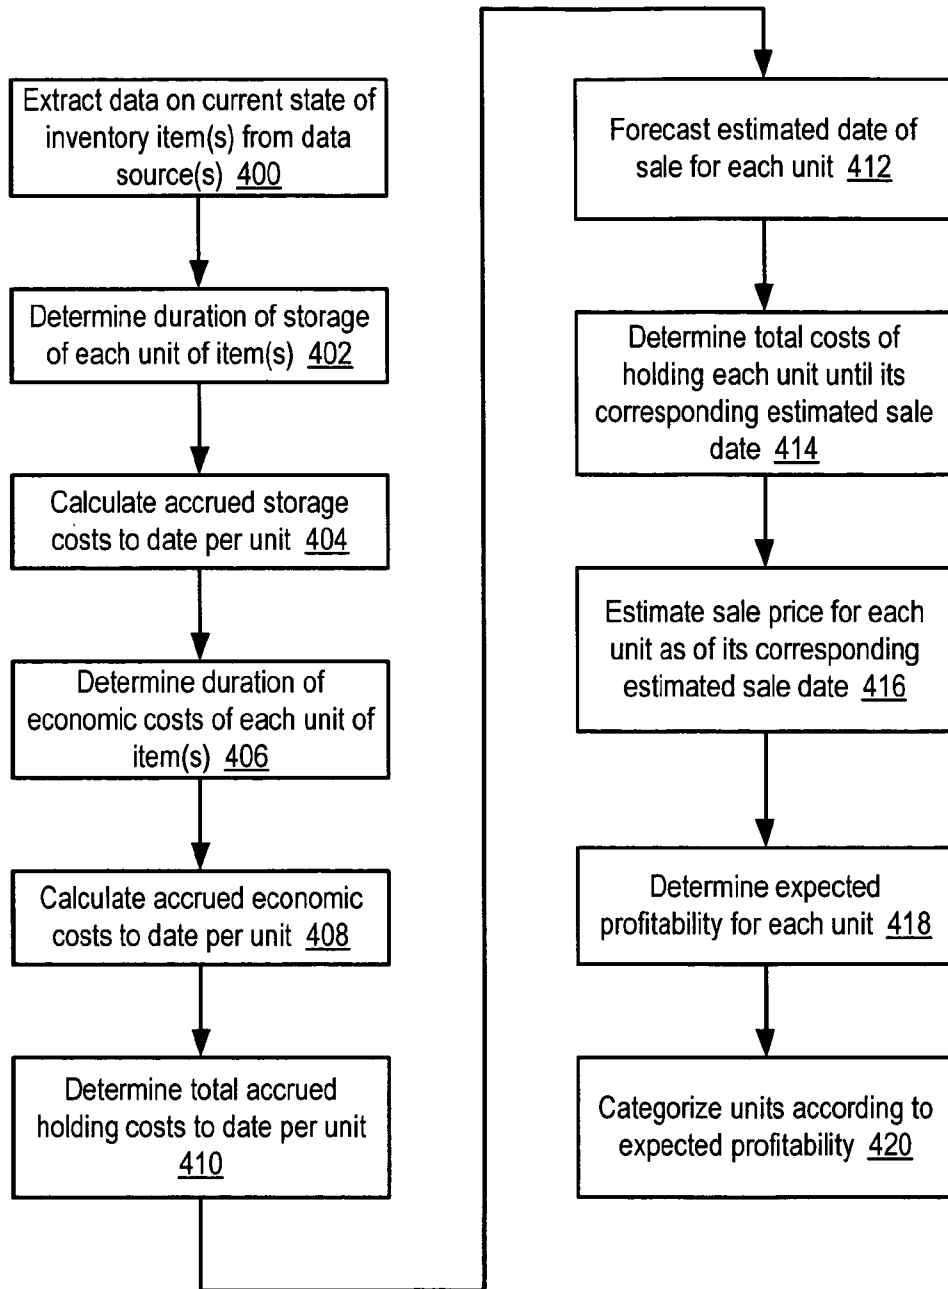 Extract data on current state of
inventory item(s) from data
source(s) 400
Determine duration of storage
of each unit of item(s) 402
Calculate accrued storage
costs to date per unit 404
Determine duration of
economic costs of each unit of
item(s) 406
Calculate accrued economic
costs to date per unit 408
Determine total accrued
holding costs to date per unit
410
Forecast estimated date of
sale for each unit 412
Determine total costs of
holding each unit until its
corresponding estimated sale
date 414
Estimate sale price for each
unit as of its corresponding
estimated sale date 416
Determine expected
profitability for each unit 418
Categorize units according to
expected profitability 420